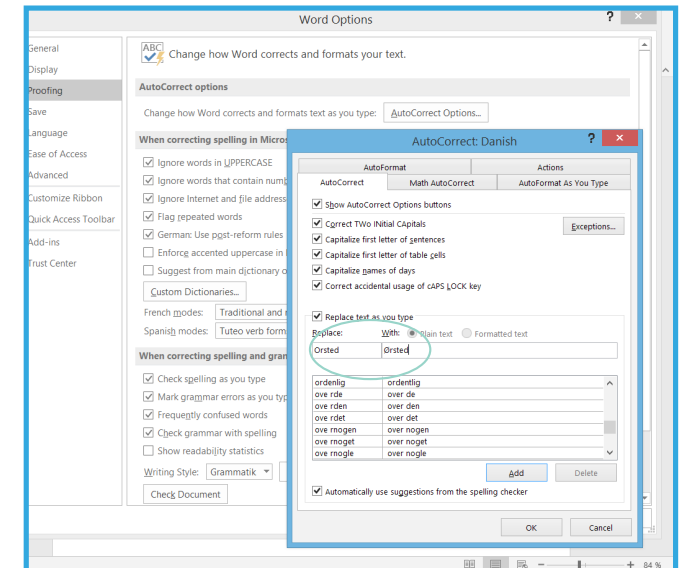 Word Options
?
General
Display
Proofing
Save
Language
Ease of Access
Advanced
Customize Ribbon
Quick Access Toolbar
Add-ins
Trust Center
ABC
Change how Word corrects and formats your text.
AutoCorrect options
Change how Word corrects and formats text as you type:
AutoCorrect Options...
When correcting spelling in Micros
Ignore words in UPPERCASE
Ignore words that contain numb
Ignore Internet and file address
Flag repeated words
German: Use post-reform rules
Enforce accented uppercase in
Suggest from main dictionary o
Custom Dictionaries...
French modes: Traditional and
Spanish modes: Tuteo verb form
When correcting spelling and gran
Check spelling as you type
Mark grammar errors as you typ
Frequently confused words
Check grammar with spelling
Show readability statistics
Writing Style: Grammatik
Check Document
AutoCorrect: Danish
?
AutoFormat Actions
AutoCorrect Math AutoCorrect AutoFormat As You Type
Show AutoCorrect Options buttons
Correct TWo INitial CApitals
Exceptions...
Capitalize first letter of sentences
Capitalize first letter of table cells
Capitalize names of days
Correct accidental usage of cAPS LOCK key
Replace text as you type
Replace: With: Plain text Formatted text
Orsted Ørsted
ordenlig ordentlig
ove rde over de
ove rden over den
ove rdet over det
ove rnogen over nogen
ove rnoget over noget
ove rnogle over nogle
Add Delete
Automatically use suggestions from the spelling checker
OK Cancel
84 %